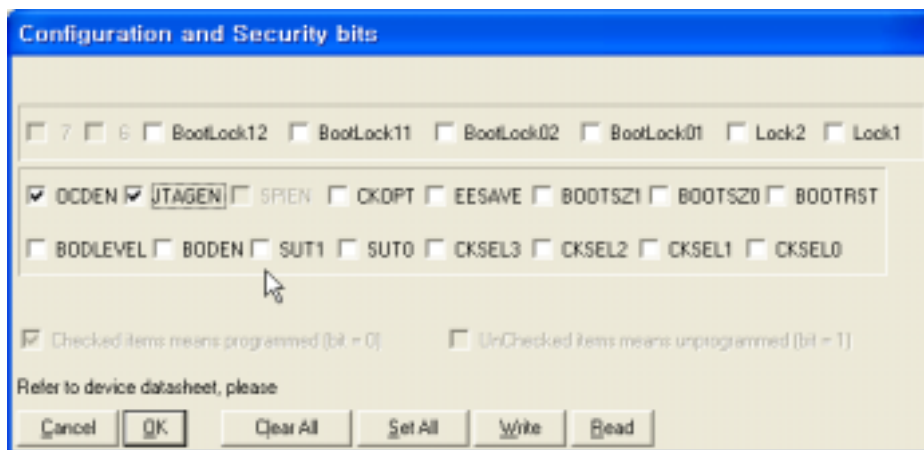 Configuration and Security bits
7 6 BootLock12 BootLock11 BootLock02 BootLock01 Lock2 Lock1
OCDEN JTAGEN SPIEN CKOPT EESAVE BOOTSZ1 BOOTSZ0 BOOTRST
BODLEVEL BODEN SUT1 SUT0 CKSEL3 CKSEL2 CKSEL1 CKSEL0
Checked items means programmed (bit = 0) UnChecked items means unprogrammed (bit = 1)
Refer to device datasheet, please
Cancel OK Clear All Set All Write Read